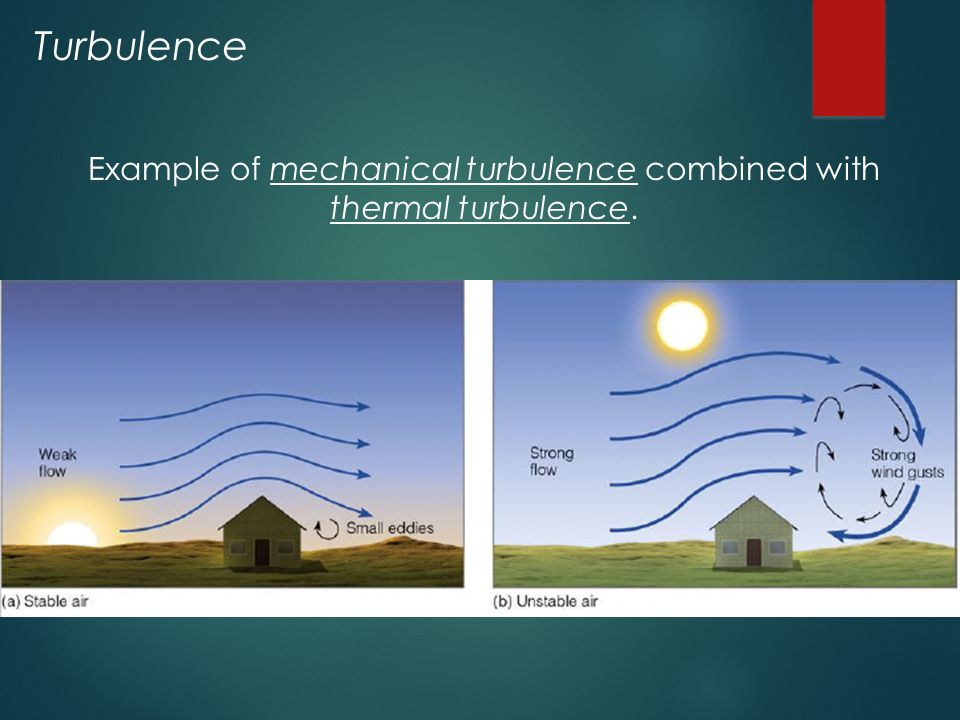 Turbulence
Example of mechanical turbulence combined with
thermal turbulence.
Weak
flow
Small eddies
(a) Stable air
Strong
flow
Strong
wind gusts
(b) Unstable air